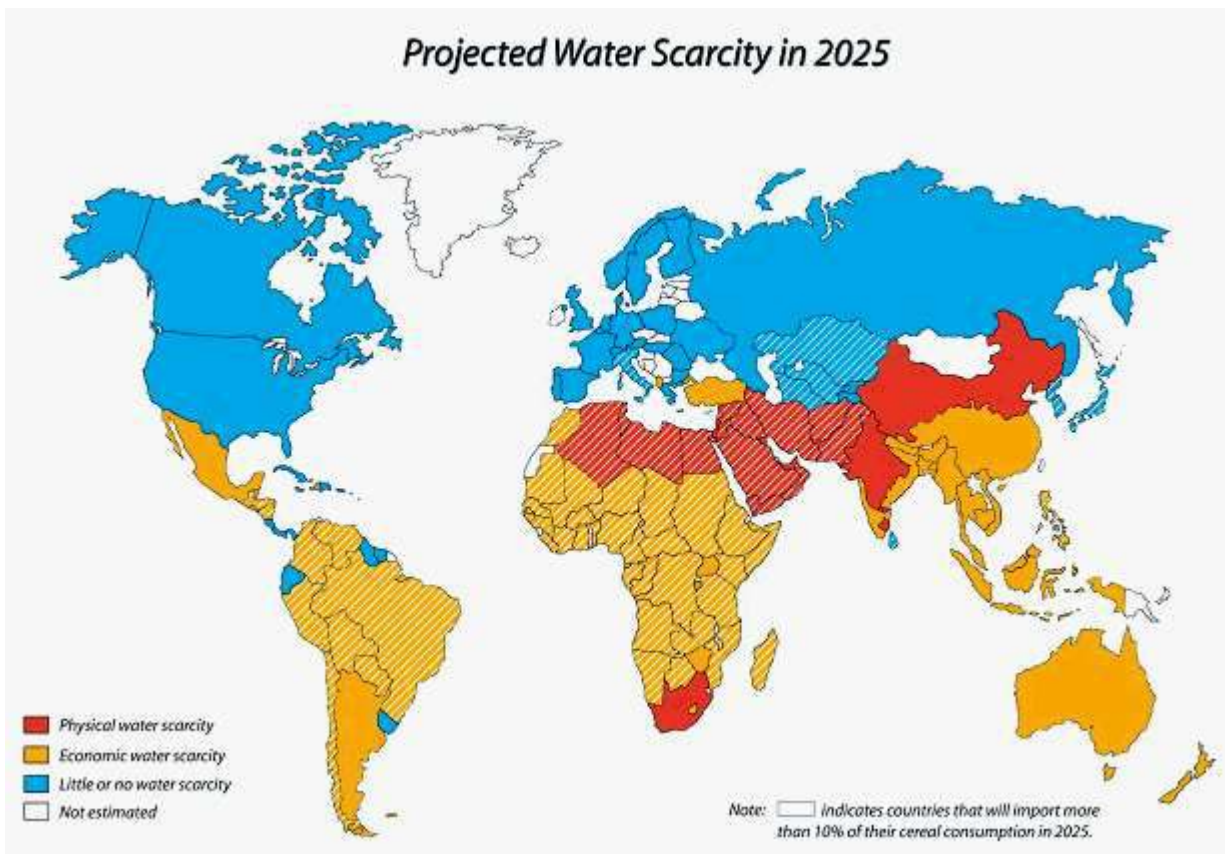 Projected Water Scarcity in 2025
Physical water scarcity
Economic water scarcity
Little or no water scarcity
Not estimated
Note: indicates countries that will import more
than 10% of their cereal consumption in 2025.